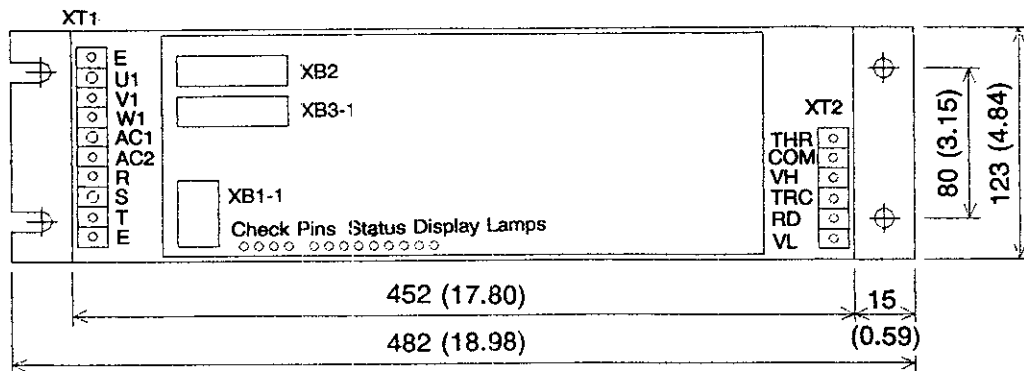 XT1
E
U1
V1
W1
AC1
AC2
R
S
T
E
XB2
XB3-1
XB1-1
Check Pins Status Display Lamps
XT2
THR
COM
VH
TRC
RD
VL
80 (3.15)
123 (4.84)
452 (17.80)
15
(0.59)
482 (18.98)